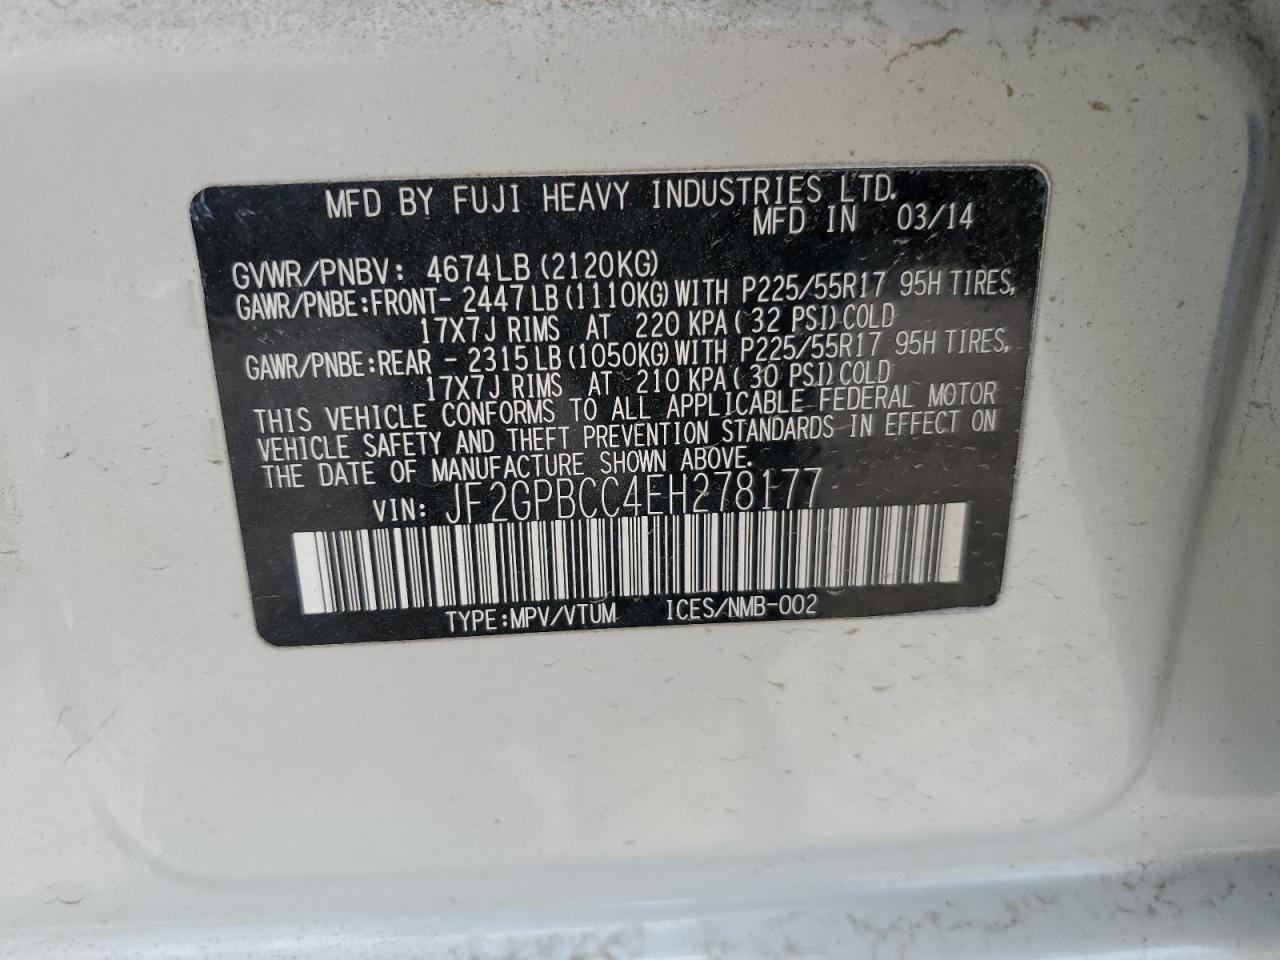 MFD BY FUJI HEAVY INDUSTRIES LTD.
MFD IN 03/14
GVWR/PNBV: 4674LB(2120KG)
GAWR/PNBE:FRONT- 2447LB(1110KG)WITH P225/55R17 95H TIRES,
17X7J RIMS AT 220 KPA( 32 PSI)COLD
GAWR/PNBE:REAR - 2315LB(1050KG)WITH P225/55R17 95H TIRES,
17X7J RIMS AT 210 KPA( 30 PSI)COLD
THIS VEHICLE CONFORMS TO ALL APPLICABLE FEDERAL MOTOR
VEHICLE SAFETY AND THEFT PREVENTION STANDARDS IN EFFECT ON
THE DATE OF MANUFACTURE SHOWN ABOVE.
VIN: JF2GPBCC4EH278177
TYPE:MPV/VTUM ICES/NMB-002